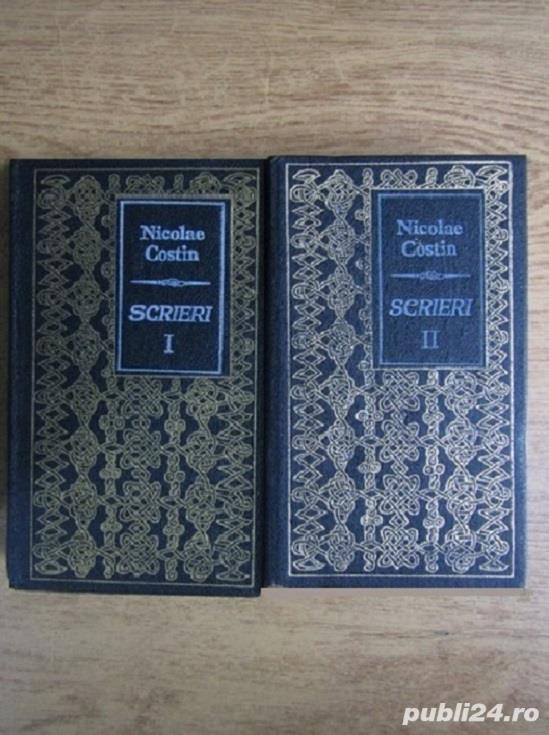 Nicolae
Costin
SCRIERI
I
Nicolae
Costin
SCRIERI
II
publi24.ro